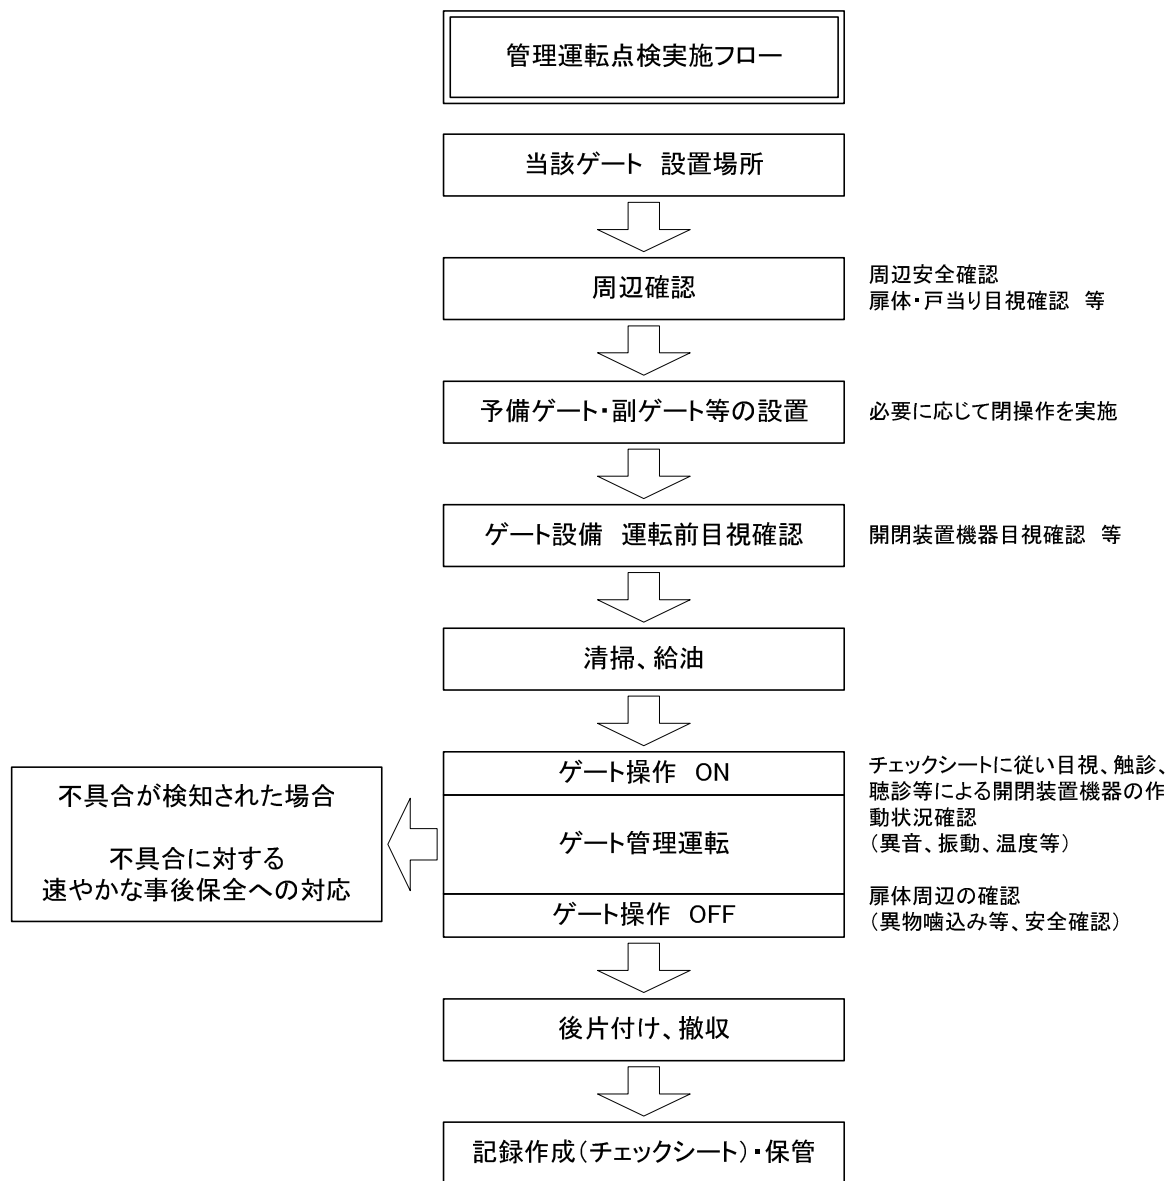 管理運転点検実施フロー
当該ゲート　設置場所
周辺確認
周辺安全確認
扉体・戸当り目視確認　等
予備ゲート・副ゲート等の設置
必要に応じて閉操作を実施
ゲート設備　運転前目視確認
開閉装置機器目視確認　等
清掃、給油
ゲート操作　ON
ゲート管理運転
ゲート操作　OFF
チェックシートに従い目視、触診、
聴診等による開閉装置機器の作
動状況確認
（異音、振動、温度等）
扉体周辺の確認
（異物噛込み等、安全確認）
不具合が検知された場合
不具合に対する
速やかな事後保全への対応
後片付け、撤収
記録作成（チェックシート）・保管